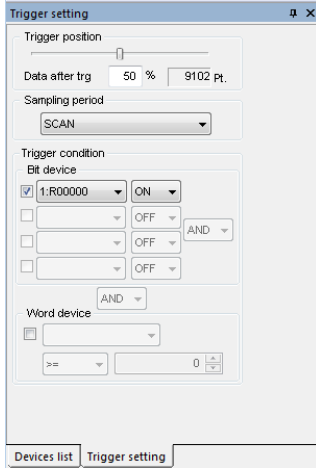 Trigger setting
Trigger position
Data after trg 50 % 9102 Pt.
Sampling period
SCAN
Trigger condition
Bit device
1:R00000 ON
OFF
OFF AND
OFF
AND
Word device
>= 0
Devices list Trigger setting